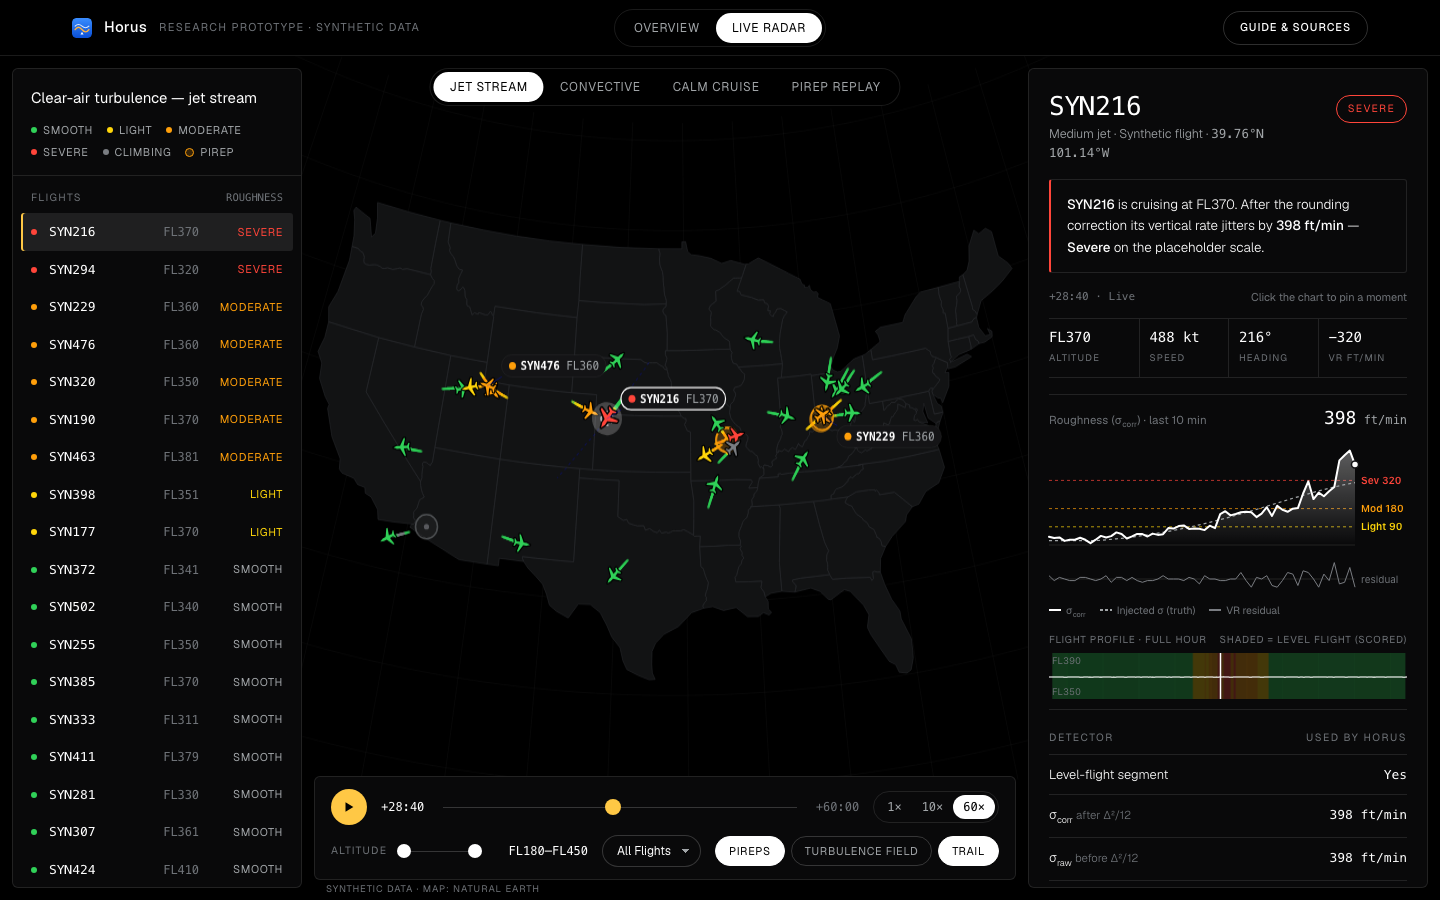 Horus RESEARCH PROTOTYPE · SYNTHETIC DATA
OVERVIEW LIVE RADAR
GUIDE & SOURCES
Clear-air turbulence — jet stream
SMOOTH LIGHT MODERATE
SEVERE CLIMBING PIREP
FLIGHTS ROUGHNESS
SYN216 FL370 SEVERE
SYN294 FL320 SEVERE
SYN229 FL360 MODERATE
SYN476 FL360 MODERATE
SYN320 FL350 MODERATE
SYN190 FL370 MODERATE
SYN463 FL381 MODERATE
SYN398 FL351 LIGHT
SYN177 FL370 LIGHT
SYN372 FL341 SMOOTH
SYN502 FL340 SMOOTH
SYN255 FL350 SMOOTH
SYN385 FL370 SMOOTH
SYN333 FL311 SMOOTH
SYN411 FL379 SMOOTH
SYN281 FL330 SMOOTH
SYN307 FL361 SMOOTH
SYN424 FL410 SMOOTH
JET STREAM CONVECTIVE CALM CRUISE PIREP REPLAY
SYN476 FL360
SYN216 FL370
SYN229 FL360
+28:40 +60:00 1× 10× 60×
ALTITUDE FL180–FL450 All Flights PIREPS TURBULENCE FIELD TRAIL
SYNTHETIC DATA · MAP: NATURAL EARTH
SYN216 SEVERE
Medium jet · Synthetic flight · 39.76°N
101.14°W
SYN216 is cruising at FL370. After the rounding
correction its vertical rate jitters by 398 ft/min —
Severe on the placeholder scale.
+28:40 · Live Click the chart to pin a moment
FL370 488 kt 216° −320
ALTITUDE SPEED HEADING VR FT/MIN
Roughness (σcorr) · last 10 min 398 ft/min
Sev 320
Mod 180
Light 90
residual
σcorr Injected σ (truth) VR residual
FLIGHT PROFILE · FULL HOUR SHADED = LEVEL FLIGHT (SCORED)
FL390
FL350
DETECTOR USED BY HORUS
Level-flight segment Yes
σcorr after Δ²/12 398 ft/min
σraw before Δ²/12 398 ft/min